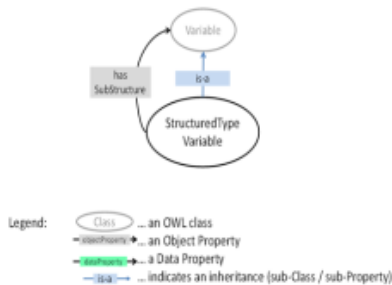 Variable
has
SubStructure
is-a
StructuredType
Variable
Legend:
Class ... an OWL class
objectProperty ... an Object Property
dataProperty ... a Data Property
is-a ... indicates an inheritance (sub-Class / sub-Property)